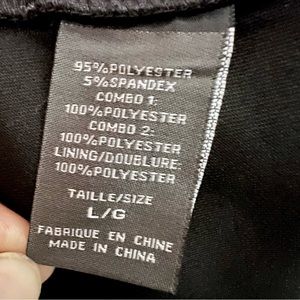 95%POLYESTER
5%SPANDEX
COMBO 1:
100%POLYESTER
COMBO 2:
100%POLYESTER
LINING/DOUBLURE:
100%POLYESTER
TAILLE/SIZE
L/G
FABRIQUE EN CHINE
MADE IN CHINA